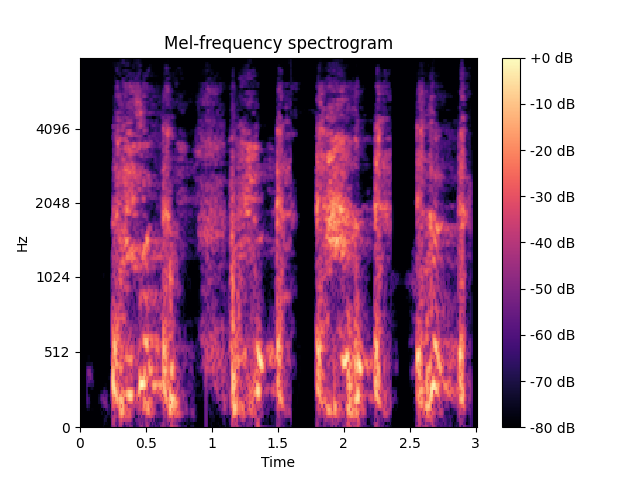 Mel-frequency spectrogram
+0 dB
-10 dB
-20 dB
-30 dB
-40 dB
-50 dB
-60 dB
-70 dB
-80 dB
4096
2048
1024
512
0
Hz
0
0.5
1
1.5
2
2.5
3
Time